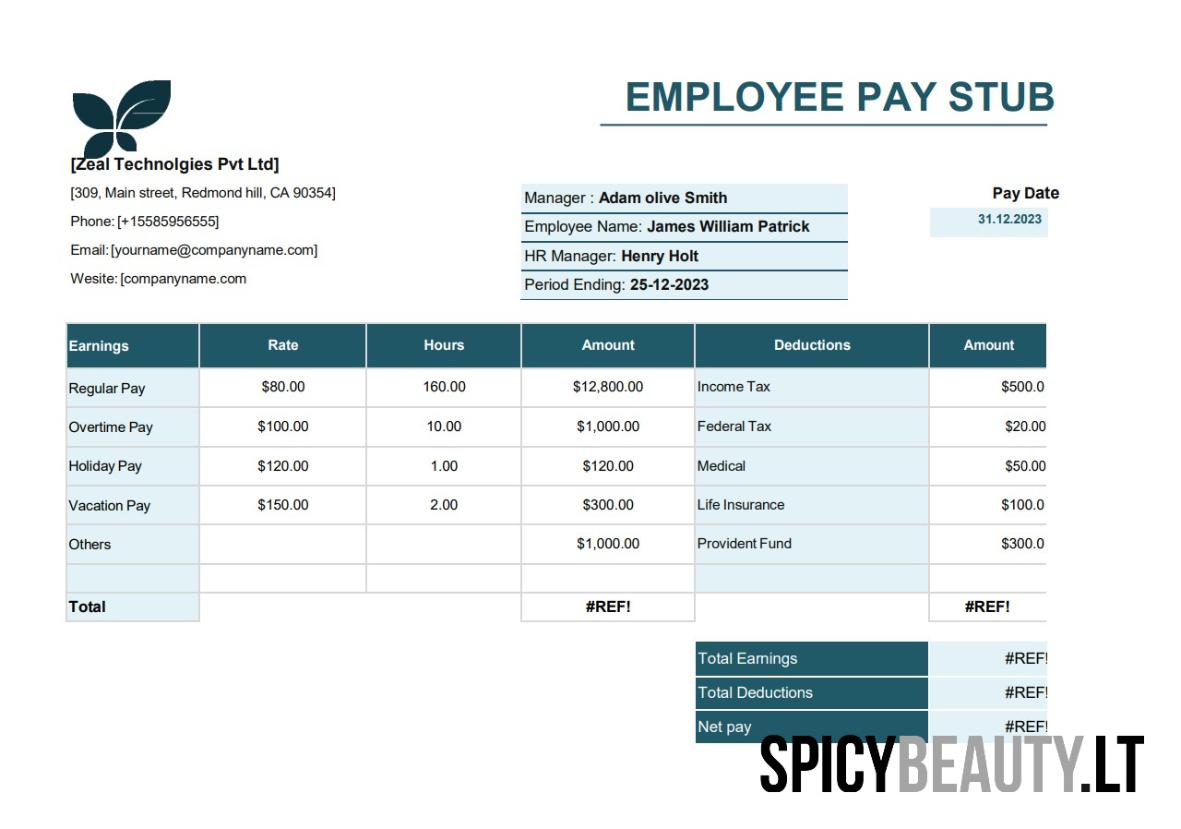 EMPLOYEE PAY STUB
[Zeal Technolgies Pvt Ltd]
[309, Main street, Redmond hill, CA 90354]
Phone: [+15585956555]
Email: [yourname@companyname.com]
Wesite: [companyname.com
Manager : Adam olive Smith
Employee Name: James William Patrick
HR Manager: Henry Holt
Period Ending: 25-12-2023
Pay Date
31.12.2023
Earnings Rate Hours Amount Deductions Amount
Regular Pay $80.00 160.00 $12,800.00 Income Tax $500.0
Overtime Pay $100.00 10.00 $1,000.00 Federal Tax $20.00
Holiday Pay $120.00 1.00 $120.00 Medical $50.00
Vacation Pay $150.00 2.00 $300.00 Life Insurance $100.0
Others $1,000.00 Provident Fund $300.0
Total #REF! #REF!
Total Earnings #REF!
Total Deductions #REF!
Net pay #REF!
SPICYBEAUTY.LT